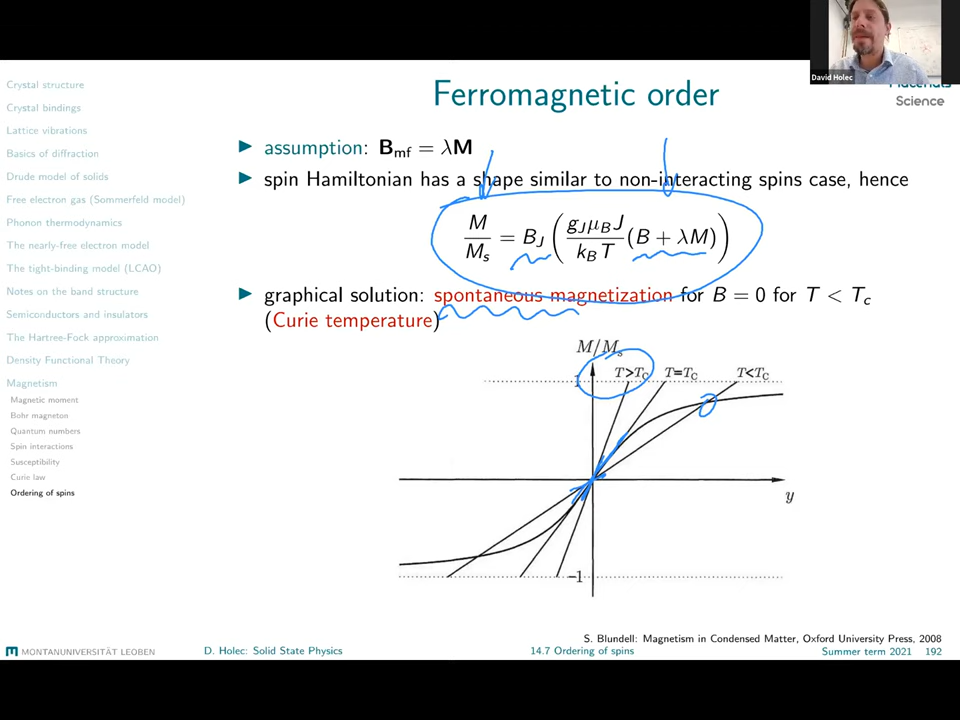 David Holec
Materials
Science
Crystal structure
Crystal bindings
Lattice vibrations
Basics of diffraction
Drude model of solids
Free electron gas (Sommerfeld model)
Phonon thermodynamics
The nearly-free electron model
The tight-binding model (LCAO)
Notes on the band structure
Semiconductors and insulators
The Hartree-Fock approximation
Density Functional Theory
Magnetism
Magnetic moment
Bohr magneton
Quantum numbers
Spin interactions
Susceptibility
Curie law
Ordering of spins
Ferromagnetic order
▶ assumption: B_mf = λM
▶ spin Hamiltonian has a shape similar to non-interacting spins case, hence
M/M_s = B_J ( g_J μ_B J / k_B T (B + λM) )
▶ graphical solution: spontaneous magnetization for B = 0 for T < T_c
(Curie temperature)
M/M_s
1 T>T_C T=T_C T<T_C
y
−1
S. Blundell: Magnetism in Condensed Matter, Oxford University Press, 2008
MONTANUNIVERSITÄT LEOBEN D. Holec: Solid State Physics 14.7 Ordering of spins Summer term 2021 192